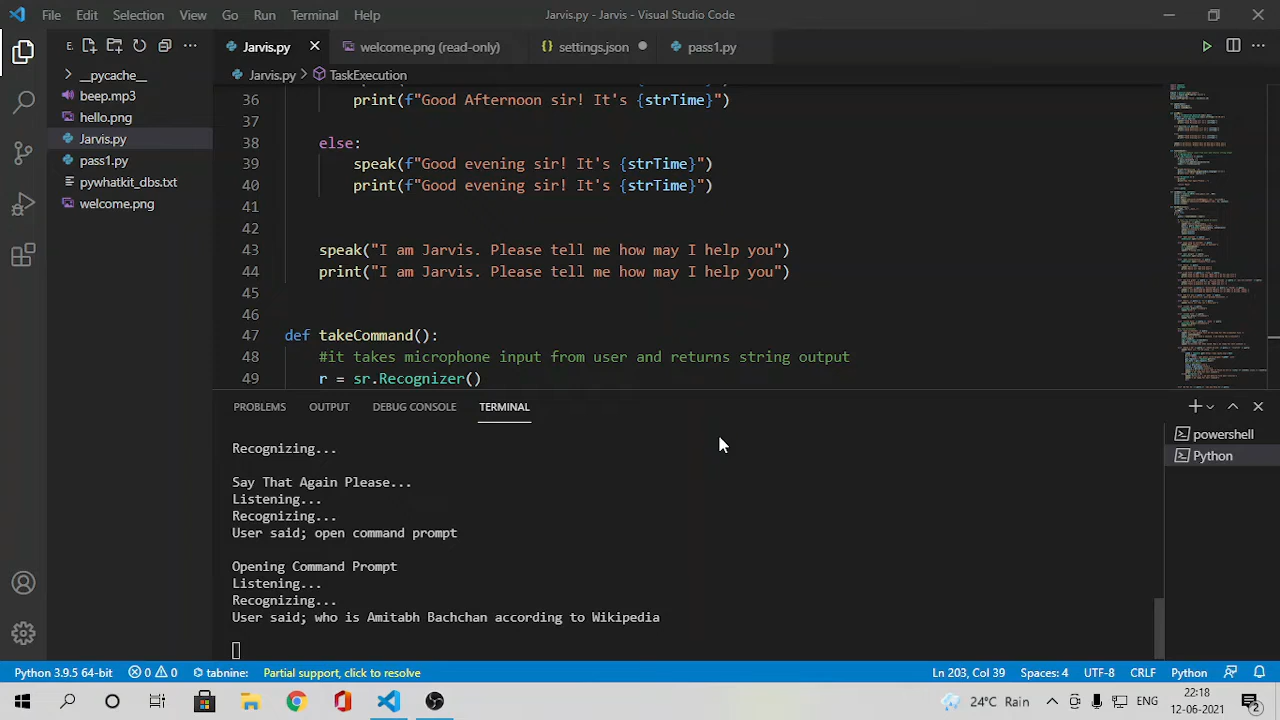 File Edit Selection View Go Run Terminal Help Jarvis.py - Jarvis - Visual Studio Code
E.
Jarvis.py welcome.png (read-only) settings.json pass1.py
__pycache__
beep.mp3
hello.png
Jarvis.py
pass1.py
pywhatkit_dbs.txt
welcome.png
Jarvis.py > TaskExecution
36 print(f"Good Afternoon sir! It's {strTime}")
37
38 else:
39 speak(f"Good evening sir! it's {strTime}")
40 print(f"Good evening sir! it's {strTime}")
41
42
43 speak("I am Jarvis. Please tell me how may I help you")
44 print("I am Jarvis. Please tell me how may I help you")
45
46
47 def takeCommand():
48 #it takes microphone input from user and returns string output
49 r = sr.Recognizer()
PROBLEMS OUTPUT DEBUG CONSOLE TERMINAL
powershell
Python
Recognizing...
Say That Again Please...
Listening...
Recognizing...
User said; open command prompt
Opening Command Prompt
Listening...
Recognizing...
User said; who is Amitabh Bachchan according to Wikipedia
Python 3.9.5 64-bit 0 0 tabnine: Partial support, click to resolve Ln 203, Col 39 Spaces: 4 UTF-8 CRLF Python
24°C Rain ENG 22:18
12-06-2021 2